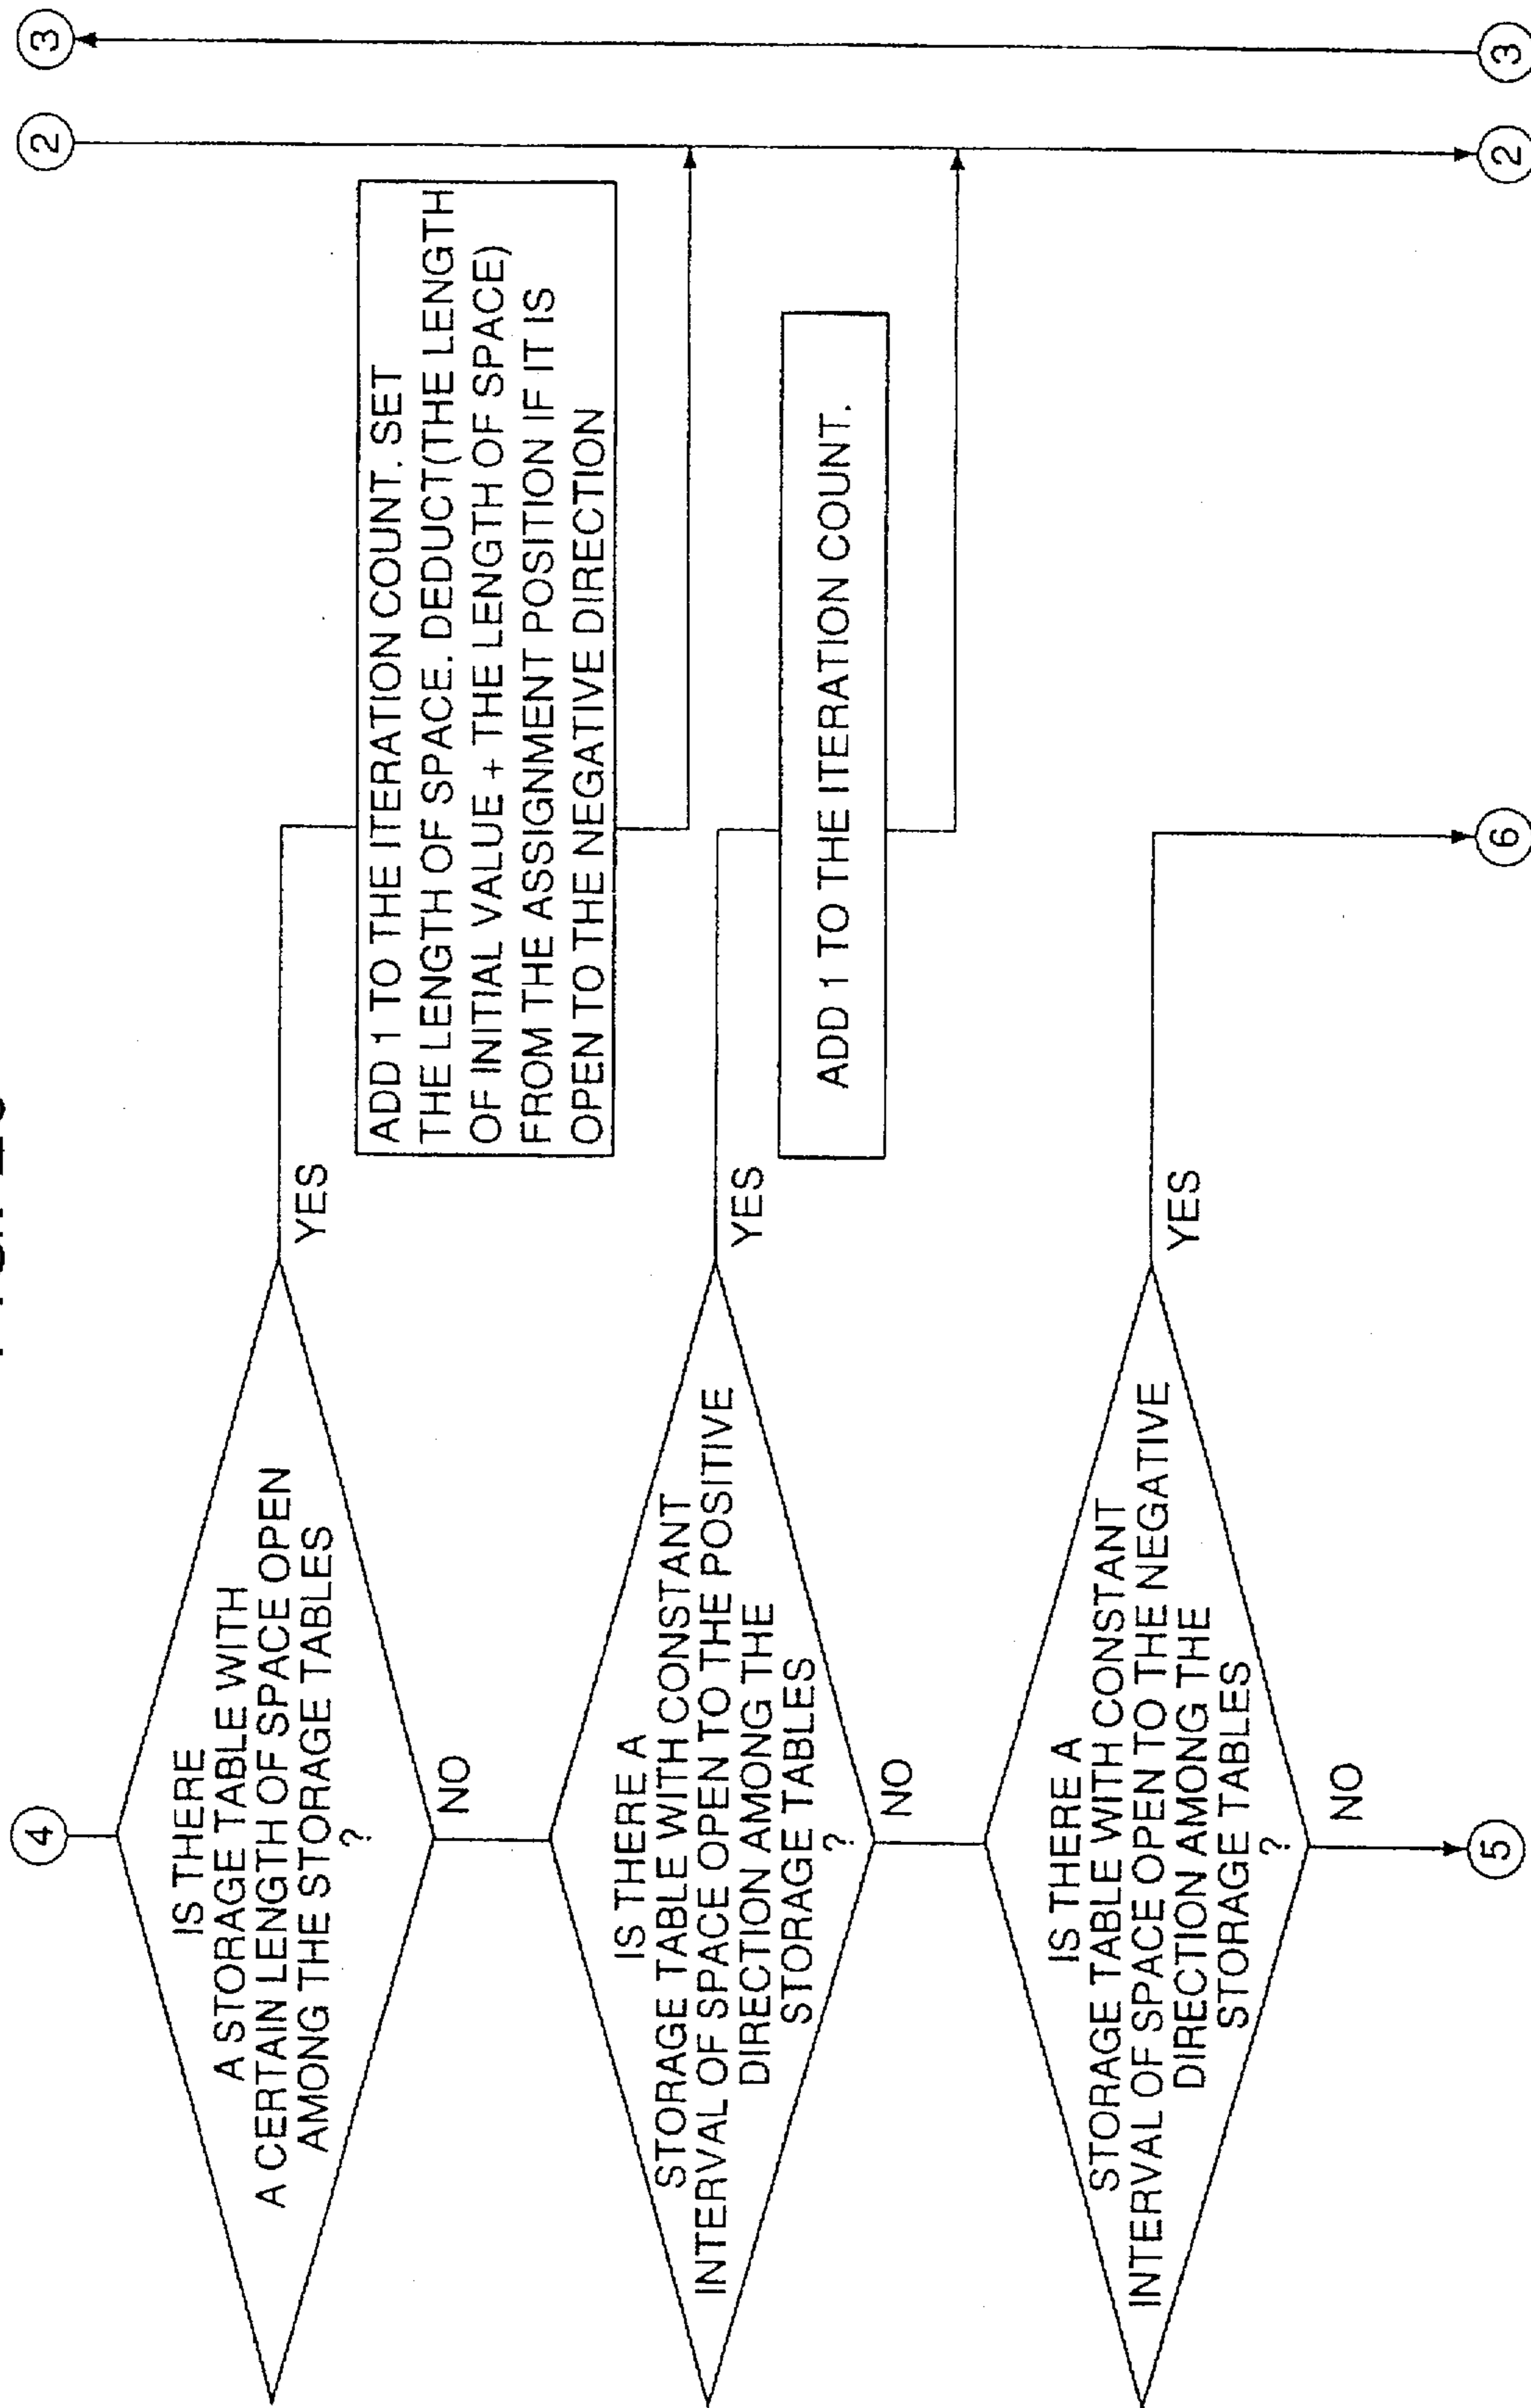 4
2
3
IS THERE
A STORAGE TABLE WITH
A CERTAIN LENGTH OF SPACE OPEN
AMONG THE STORAGE TABLES
?
YES
NO
ADD 1 TO THE ITERATION COUNT. SET
THE LENGTH OF SPACE. DEDUCT(THE LENGTH
OF INITIAL VALUE + THE LENGTH OF SPACE)
FROM THE ASSIGNMENT POSITION IF IT IS
OPEN TO THE NEGATIVE DIRECTION
IS THERE A
STORAGE TABLE WITH CONSTANT
INTERVAL OF SPACE OPEN TO THE POSITIVE
DIRECTION AMONG THE
STORAGE TABLES
?
YES
NO
ADD 1 TO THE ITERATION COUNT.
IS THERE A
STORAGE TABLE WITH CONSTANT
INTERVAL OF SPACE OPEN TO THE NEGATIVE
DIRECTION AMONG THE
STORAGE TABLES
?
YES
NO
5
6
2
3